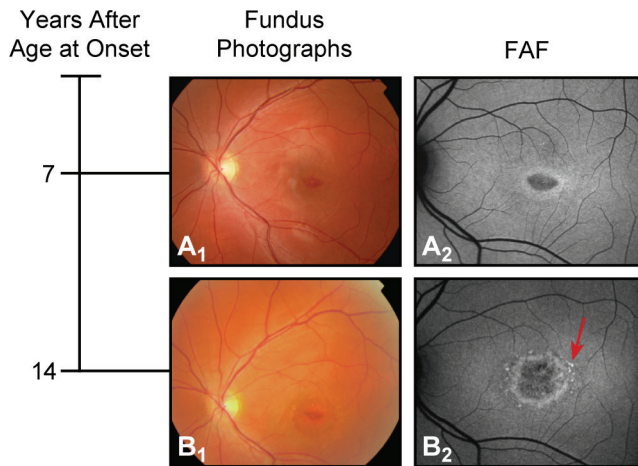 Years After
Age at Onset
Fundus
Photographs
FAF
7
A1
A2
14
B1
B2